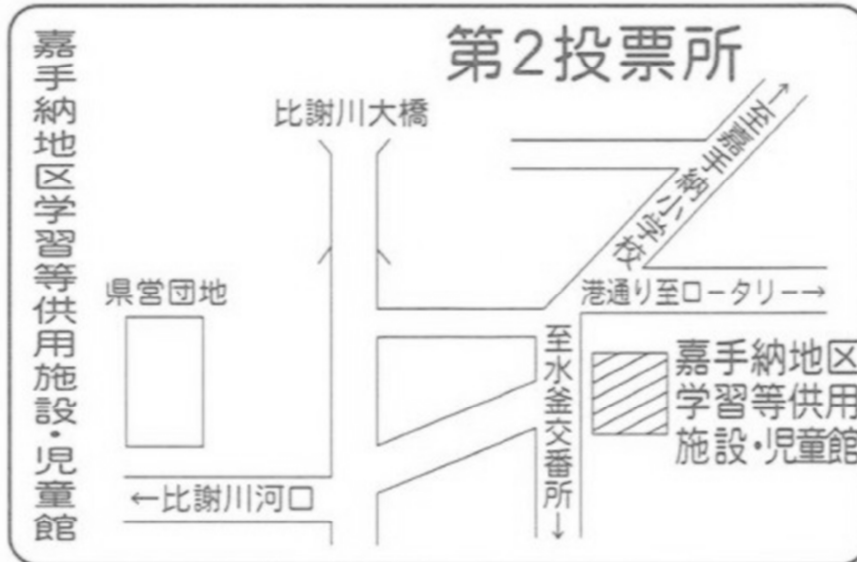 第2投票所
嘉手納地区学習等供用施設・児童館
比謝川大橋
→至嘉手納小学校
県営団地
港通り至ロータリー→
至水釜交番所→
嘉手納地区
学習等供用
施設・児童館
←比謝川河口